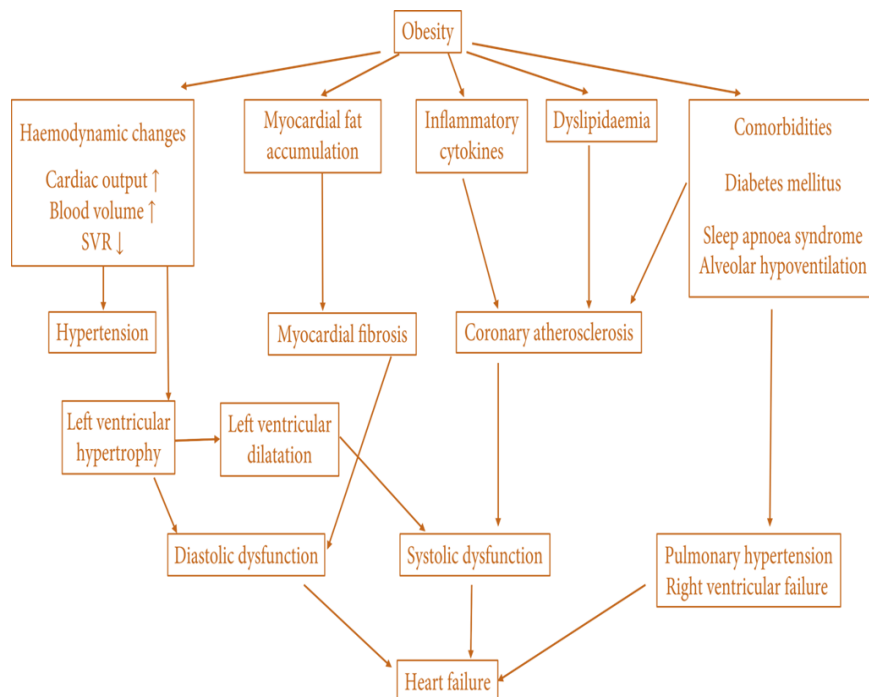 Obesity
Haemodynamic changes
Cardiac output ↑
Blood volume ↑
SVR ↓
Myocardial fat
accumulation
Inflammatory
cytokines
Dyslipidaemia
Comorbidities
Diabetes mellitus
Sleep apnoea syndrome
Alveolar hypoventilation
Hypertension
Myocardial fibrosis
Coronary atherosclerosis
Left ventricular
hypertrophy
Left ventricular
dilatation
Diastolic dysfunction
Systolic dysfunction
Pulmonary hypertension
Right ventricular failure
Heart failure